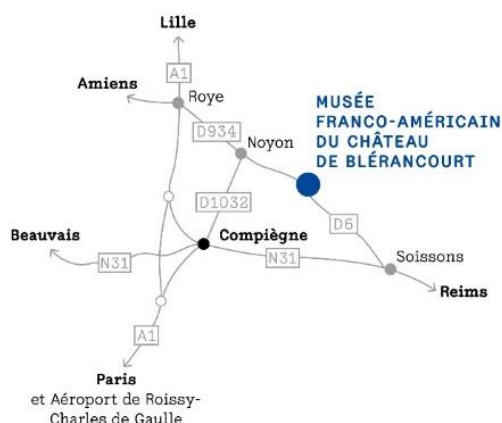 Lille
A1
Amiens
Roye
MUSÉE
FRANCO-AMÉRICAIN
DU CHÂTEAU
DE BLÉRANCOURT
D934
Noyon
D1032
D6
Beauvais
Compiègne
N31
N31
Soissons
Reims
A1
Paris
et Aéroport de Roissy-
Charles de Gaulle